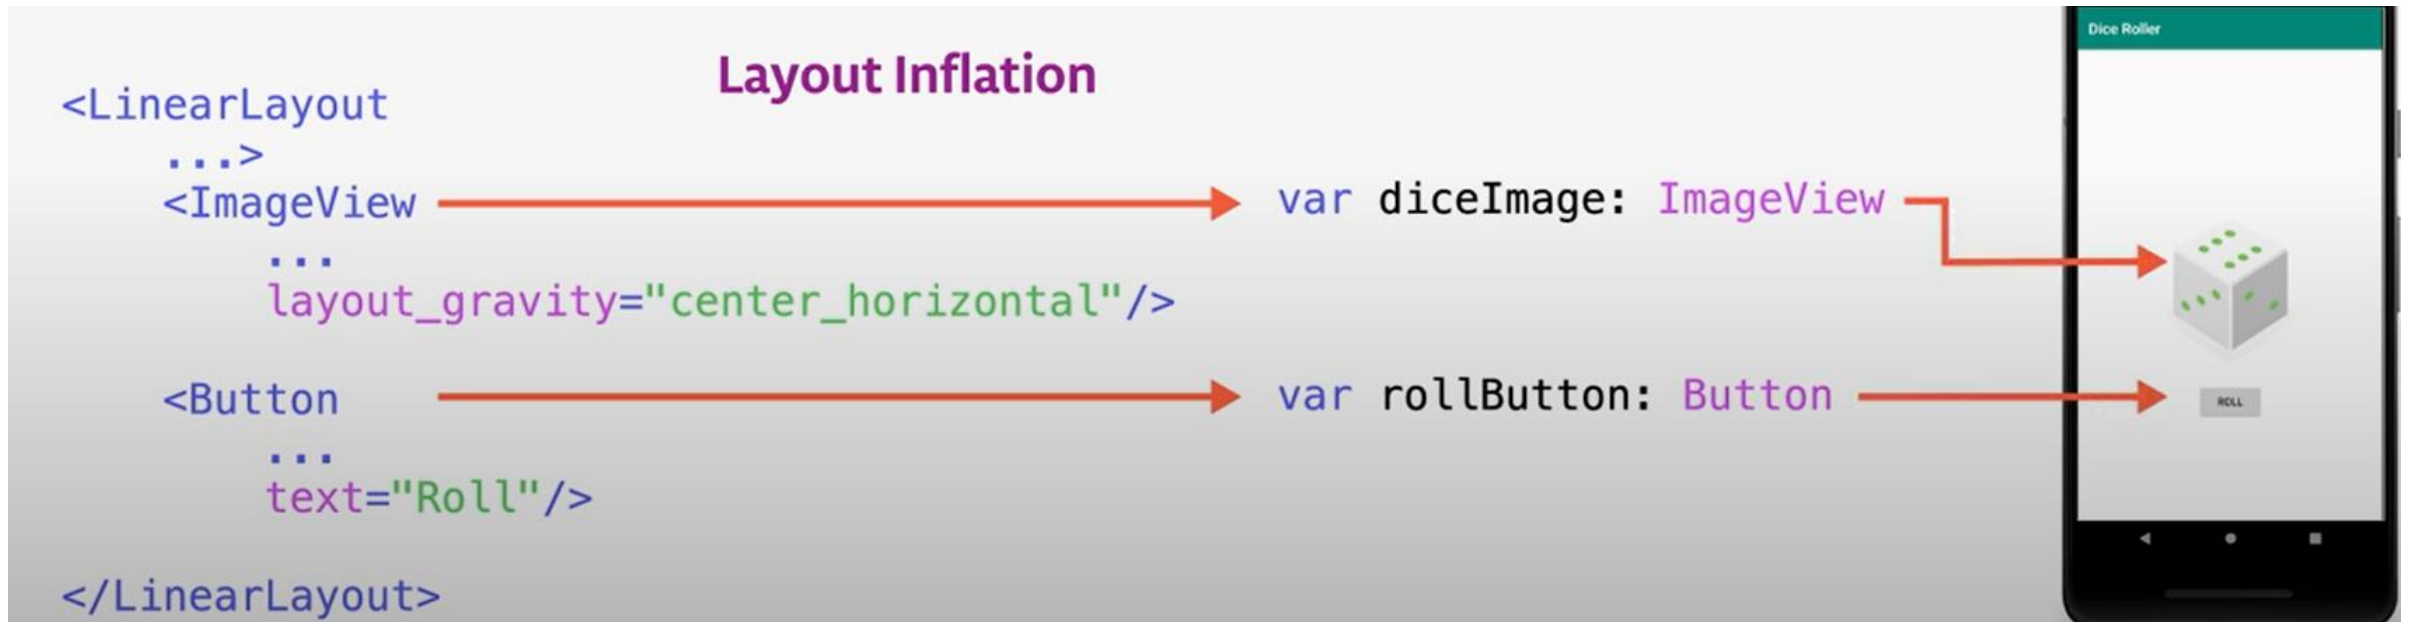 Layout Inflation
<LinearLayout
...>
<ImageView
...
layout_gravity="center_horizontal"/>
<Button
...
text="Roll"/>
</LinearLayout>
var diceImage: ImageView
var rollButton: Button
Dice Roller
ROLL